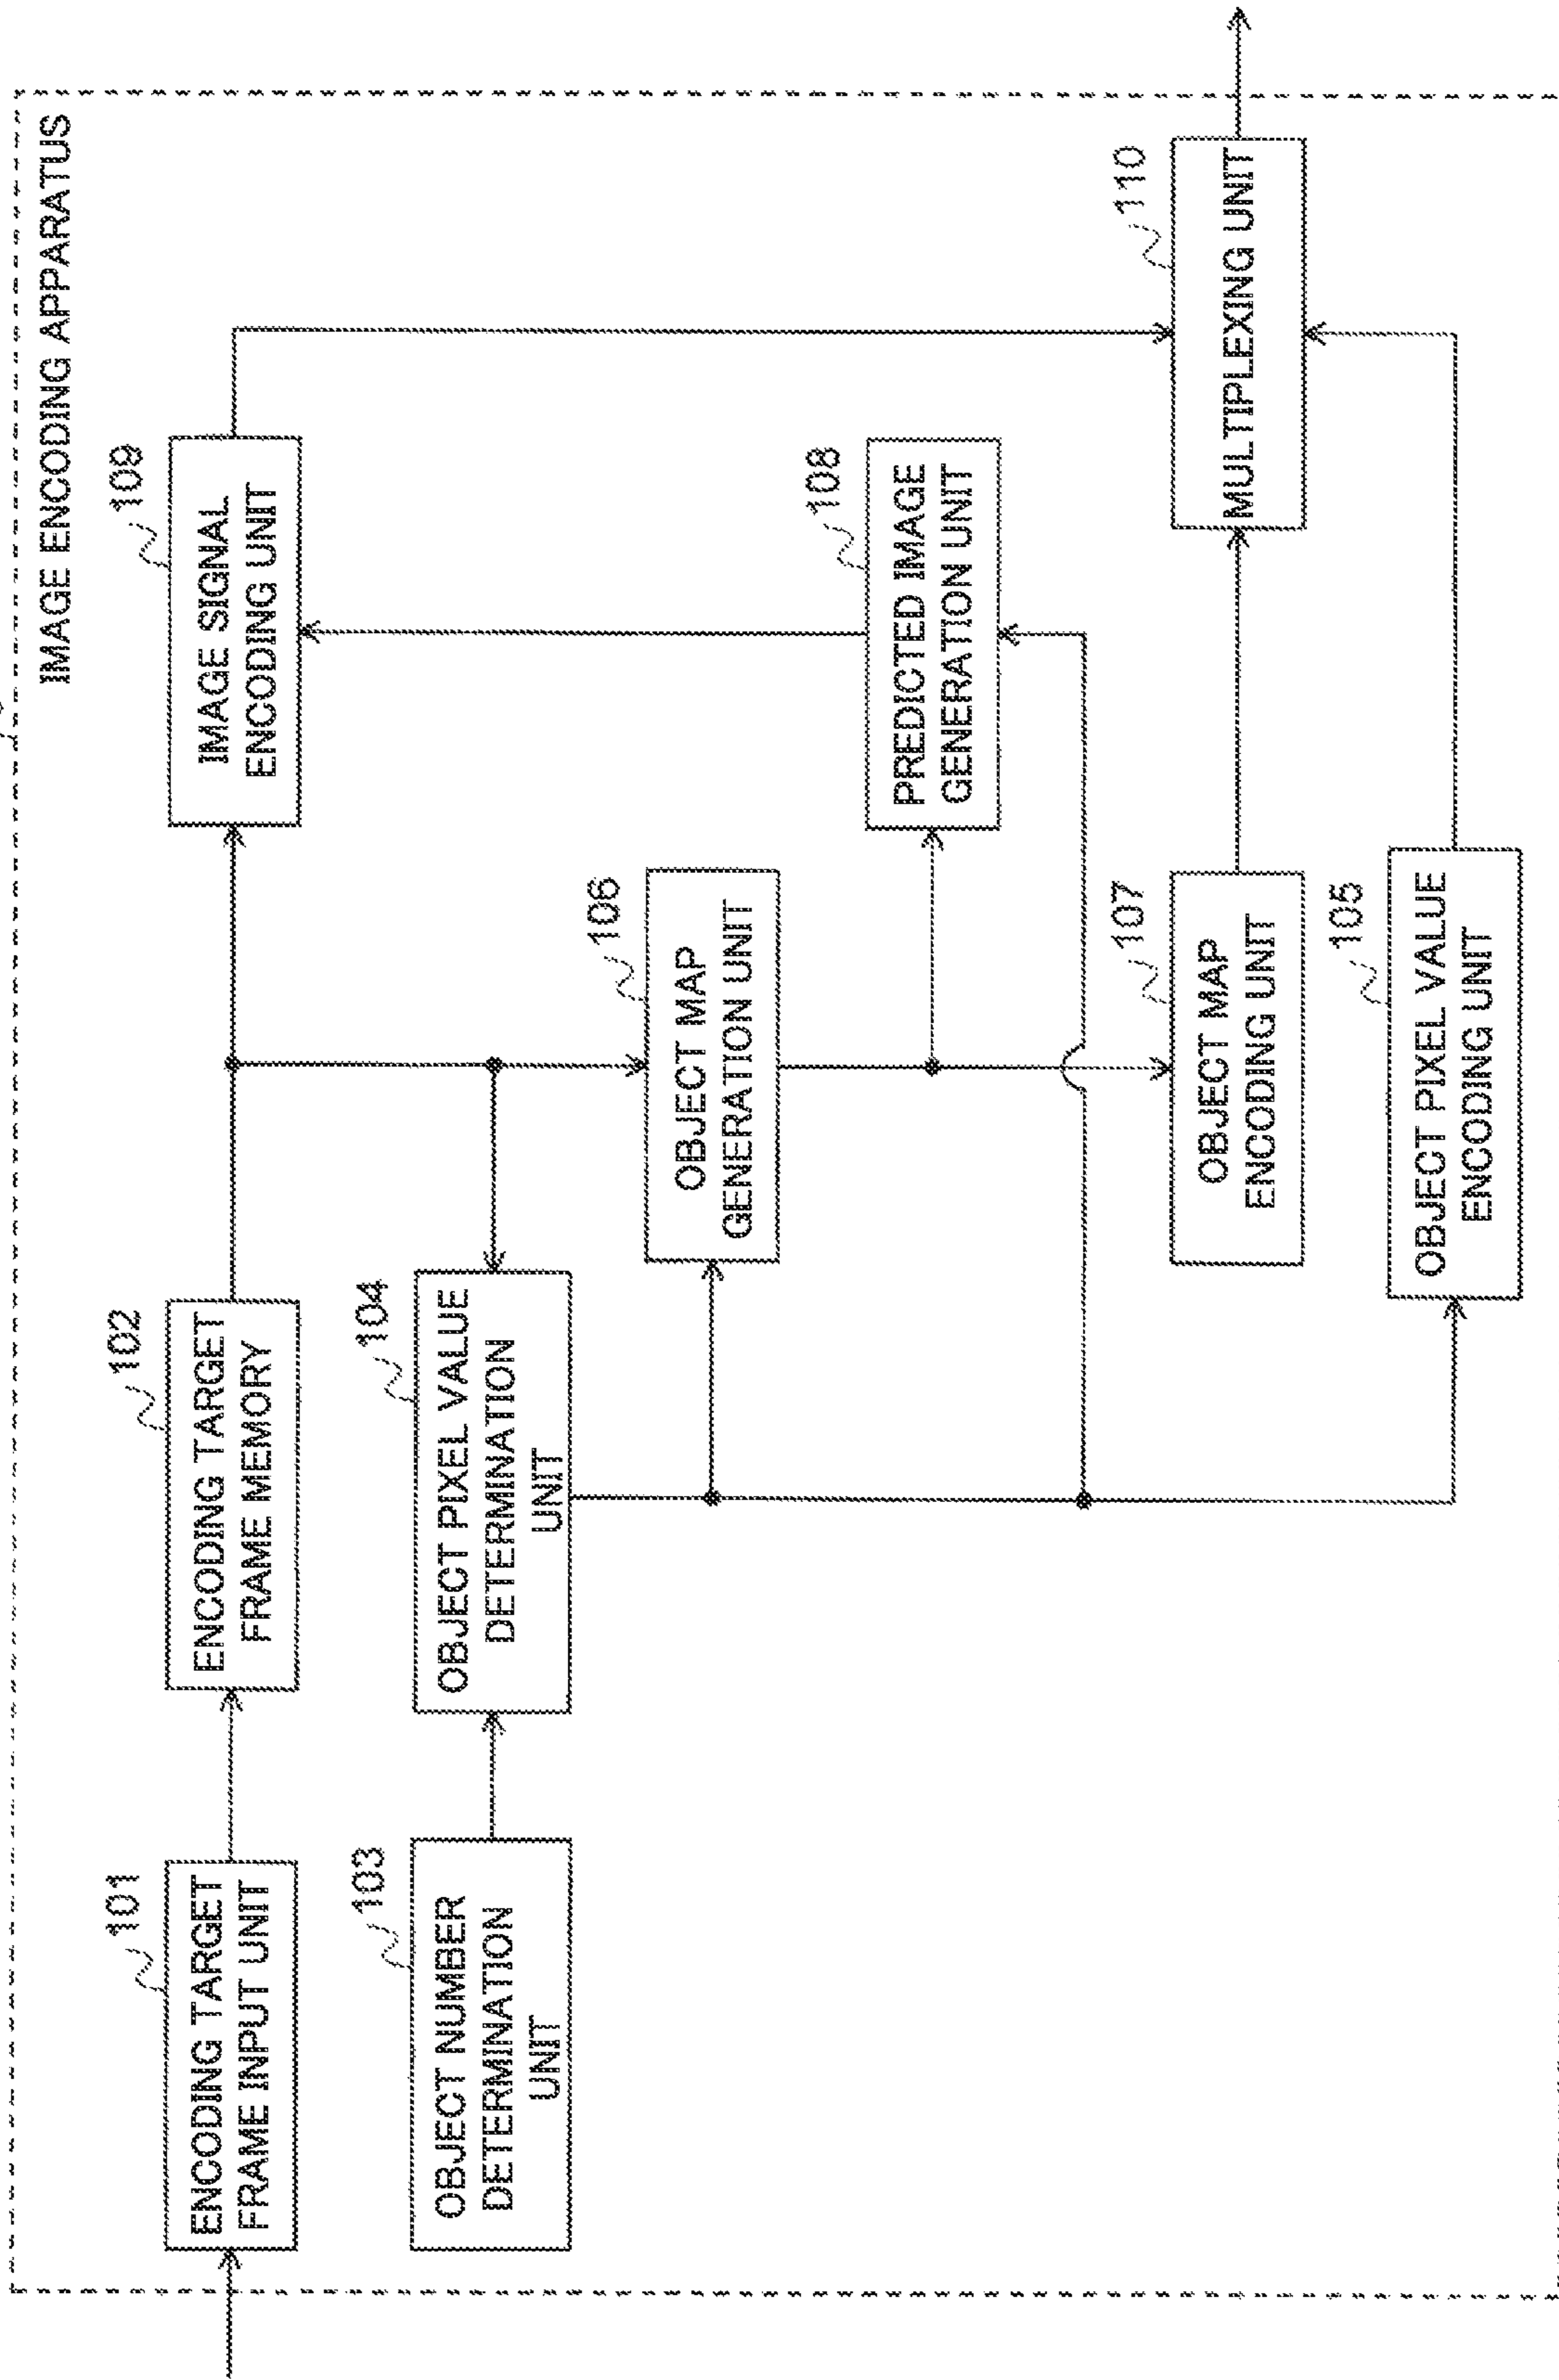 IMAGE ENCODING APPARATUS
101
ENCODING TARGET
FRAME INPUT UNIT
102
ENCODING TARGET
FRAME MEMORY
109
IMAGE SIGNAL
ENCODING UNIT
103
OBJECT NUMBER
DETERMINATION
UNIT
104
OBJECT PIXEL VALUE
DETERMINATION
UNIT
106
OBJECT MAP
GENERATION UNIT
108
PREDICTED IMAGE
GENERATION UNIT
107
OBJECT MAP
ENCODING UNIT
110
MULTIPLEXING UNIT
105
OBJECT PIXEL VALUE
ENCODING UNIT